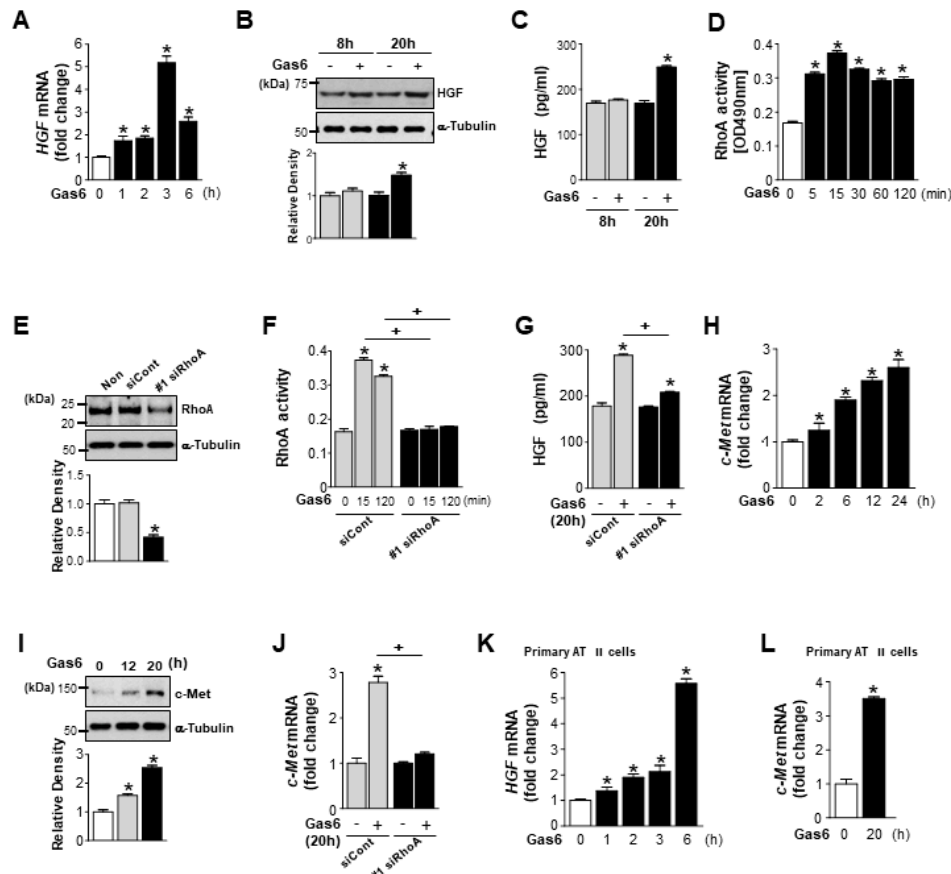 A
HGF mRNA
(fold change)
6
5
4
3
2
1
0
*
*
*
*
Gas6 0 1 2 3 6 (h)
B
8h 20h
Gas6 - + - +
(kDa) 75
HGF
50
α-Tubulin
Relative Density
2
1
0
*
C
HGF
(pg/ml)
300
200
100
0
*
Gas6 - + - +
8h 20h
D
RhoA activity
[OD490nm]
0.4
0.3
0.2
0.1
0
*
*
*
*
*
Gas6 0 5 15 30 60 120 (min)
E
Non siCont #1 siRhoA
(kDa)
25
RhoA
20
50
α-Tubulin
Relative Density
1.5
1.0
0.5
0.0
*
F
RhoA activity
0.4
0.2
0
*
*
+
+
Gas6 0 15 120 0 15 120 (min)
siCont #1 siRhoA
G
HGF (pg/ml)
300
200
100
0
*
+
*
Gas6 - + - +
(20h)
siCont #1 siRhoA
H
c-Met mRNA
(fold change)
3
2
1
0
*
*
*
*
Gas6 0 2 6 12 24 (h)
I
Gas6 0 12 20 (h)
(kDa) 150
c-Met
50
α-Tubulin
Relative Density
3
2
1
0
*
*
J
c-Met mRNA
(fold change)
4
3
2
1
0
*
+
Gas6 - + - +
(20h)
siCont #1 siRhoA
K
Primary AT II cells
HGF mRNA
(fold change)
6
5
4
3
2
1
0
*
*
*
*
Gas6 0 1 2 3 6 (h)
L
Primary AT II cells
c-Met mRNA
(fold change)
4
2
0
*
Gas6 0 20 (h)